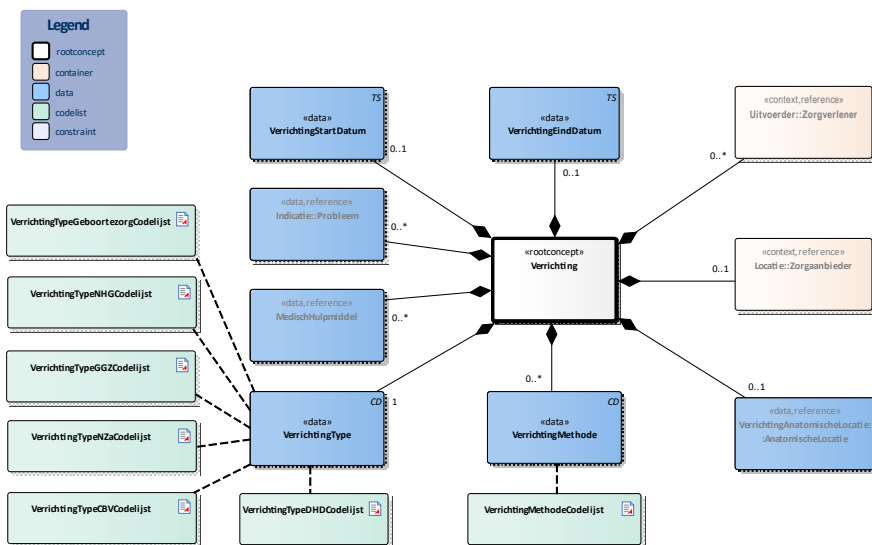 Legend
rootconcept
container
data
codelist
constraint
TS
«data»
VerrichtingStartDatum
0..1
TS
«data»
VerrichtingEindDatum
0..1
«context,reference»
Uitvoerder::Zorgverlener
0..*
«data,reference»
Indicatie::Probleem
0..*
«rootconcept»
Verrichting
«context,reference»
Locatie::Zorgaanbieder
0..1
«data,reference»
MedischHulpmiddel
0..*
VerrichtingTypeGeboortezorgCodelijst
VerrichtingTypeNHGCodelijst
VerrichtingTypeGGZCodelijst
VerrichtingTypeNZaCodelijst
VerrichtingTypeCBVCodelijst
CD
1
«data»
VerrichtingType
0..*
CD
«data»
VerrichtingMethode
0..1
«data,reference»
VerrichtingAnatomischeLocatie:
:AnatomischeLocatie
VerrichtingTypeDHDCodelijst
VerrichtingMethodeCodelijst